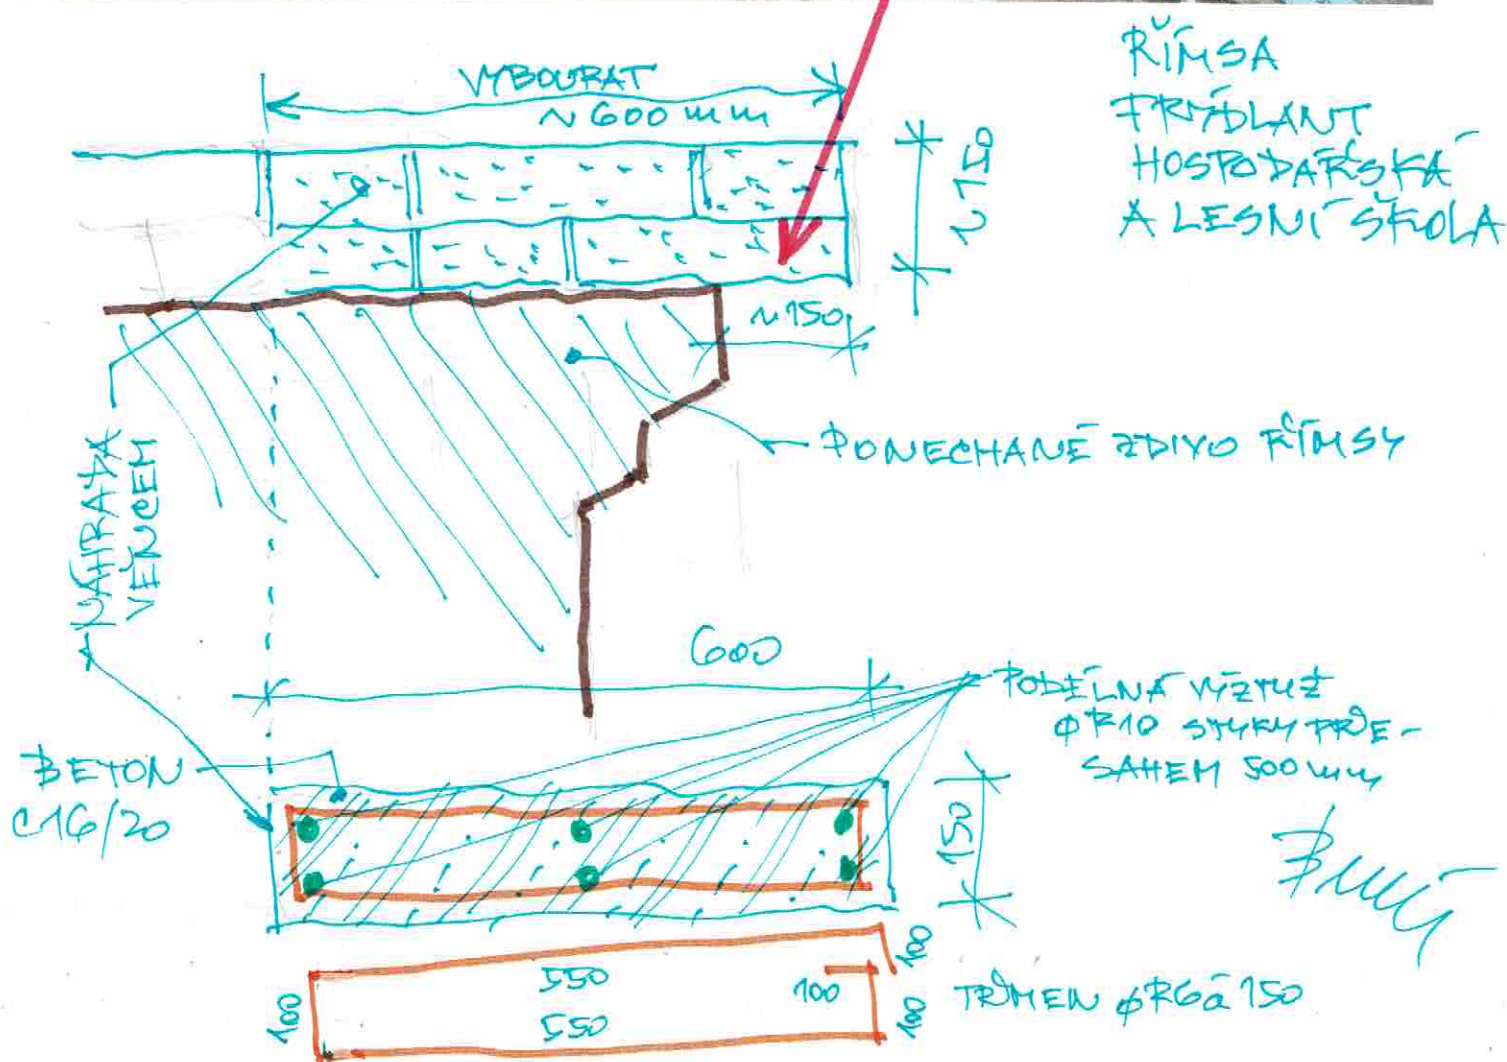 ŘÍMSA
FRÝDLANT
HOSPODÁŘSKÁ
A LESNÍ ŠKOLA
VYBOURAT
~600 mm
~150
~150
PONECHANÉ ZDIVO ŘÍMSY
NÁHRADA
VĚNCEM
600
PODÉLNÁ VÝZTUŽ
ØR10 STYKY PŘE-
SAHEM 500 mm
BETON
C16/20
150
550
100
100
100
100
550
TŘMEN ØR6 á 150